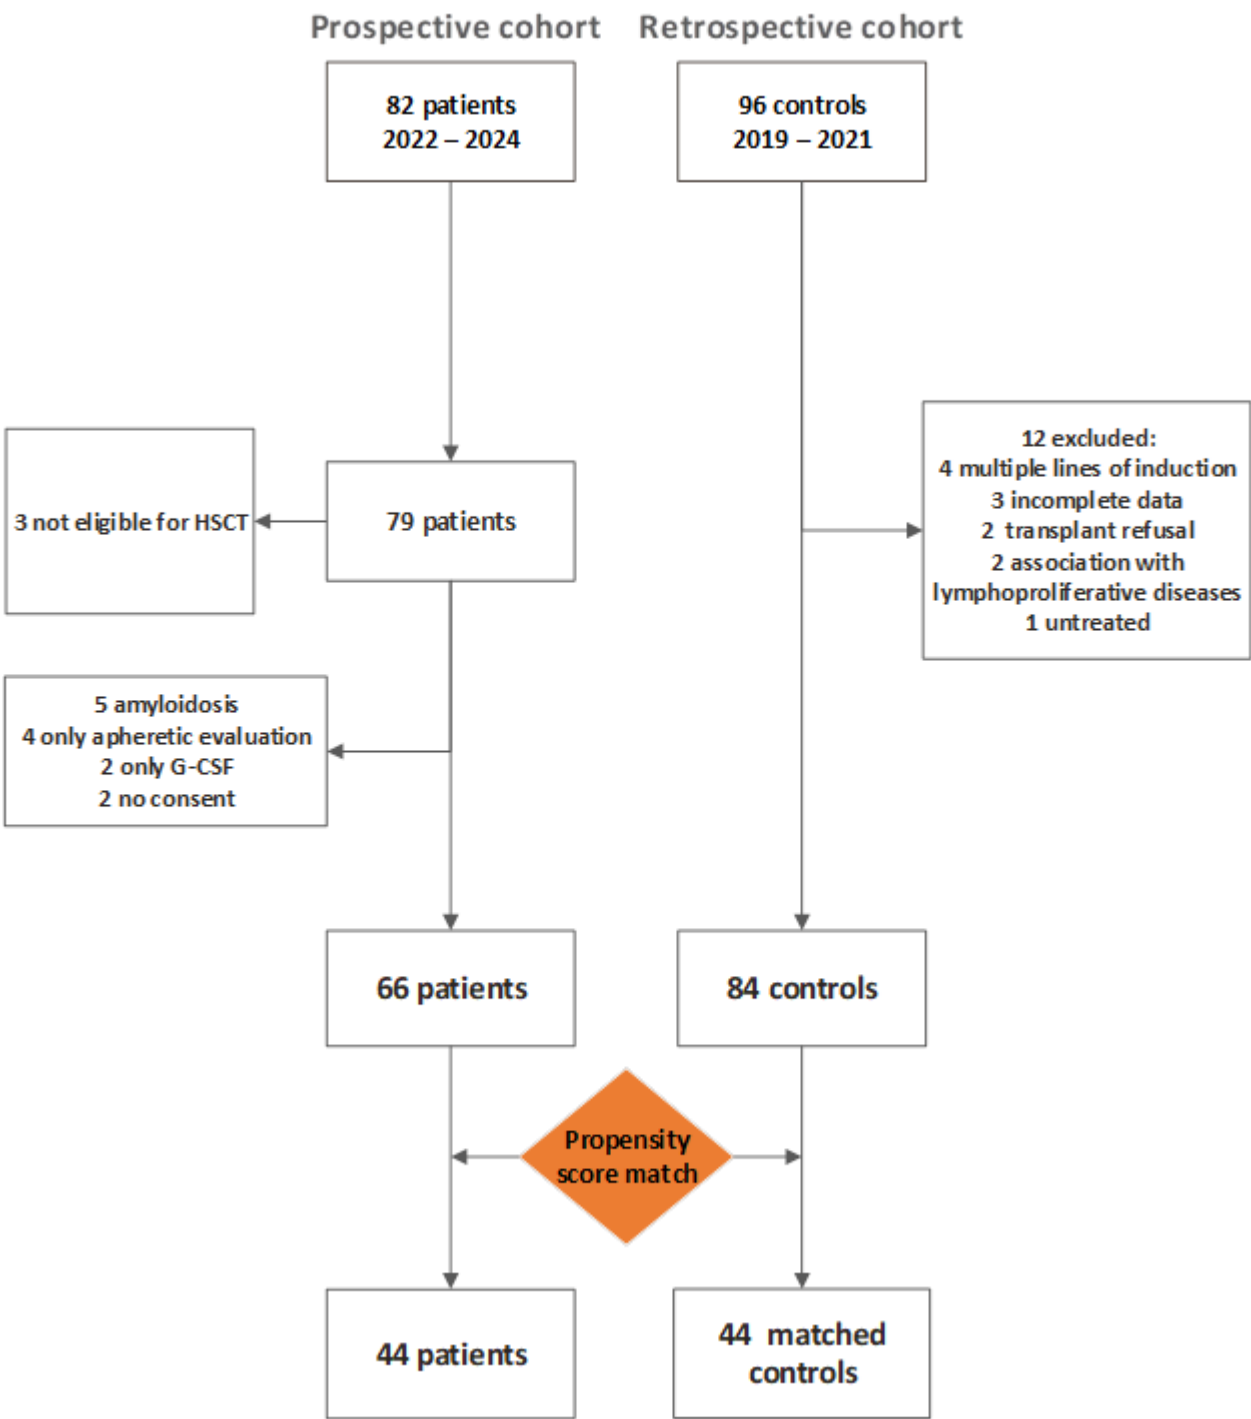 Prospective cohort
Retrospective cohort
82 patients
2022 – 2024
96 controls
2019 – 2021
12 excluded:
4 multiple lines of induction
3 incomplete data
2 transplant refusal
2 association with
lymphoproliferative diseases
1 untreated
3 not eligible for HSCT
79 patients
5 amyloidosis
4 only apheretic evaluation
2 only G-CSF
2 no consent
66 patients
84 controls
Propensity
score match
44 patients
44 matched
controls